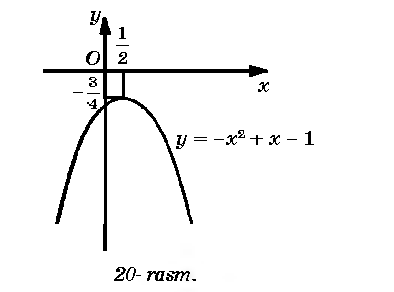 y
1/2
O
-3/4
x
y = –x² + x – 1
20- rasm.